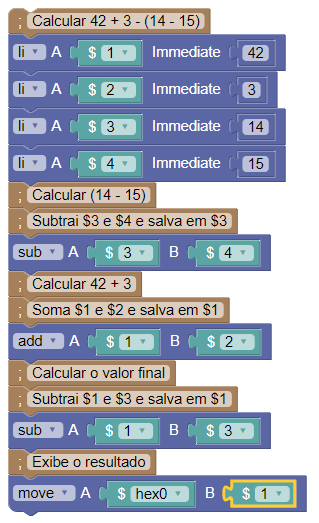 ; Calcular 42 + 3 - (14 - 15)
li A $ 1 Immediate 42
li A $ 2 Immediate 3
li A $ 3 Immediate 14
li A $ 4 Immediate 15
; Calcular (14 - 15)
; Subtrai $3 e $4 e salva em $3
sub A $ 3 B $ 4
; Calcular 42 + 3
; Soma $1 e $2 e salva em $1
add A $ 1 B $ 2
; Calcular o valor final
; Subtrai $1 e $3 e salva em $1
sub A $ 1 B $ 3
; Exibe o resultado
move A $ hex0 B $ 1